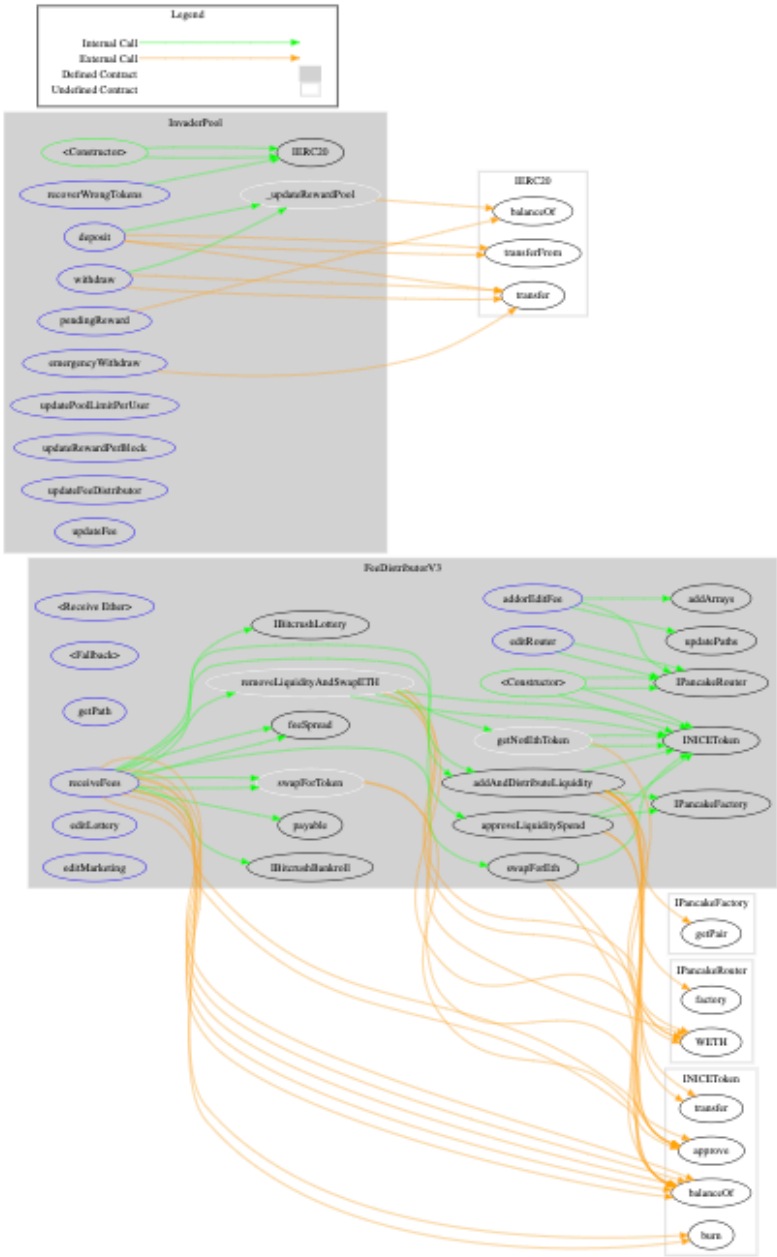 Legend
Internal Call
External Call
Defined Contract
Undefined Contract
InvaderPool
<Constructor>
IERC20
recoverWrongTokens
_updateRewardPool
deposit
withdraw
pendingReward
emergencyWithdraw
updatePoolLimitPerUser
updateRewardPerBlock
updateFeeDistributor
updateFee
IERC20
balanceOf
transferFrom
transfer
FeeDistributorV3
<Receive Ether>
<Fallback>
getPath
receiveFees
editLottery
editMarketing
IBitcrushLottery
removeLiquidityAndSwapETH
feeSpread
swapForToken
payable
IBitcrushBankroll
addorEditFee
editRouter
<Constructor>
getNotEthToken
addAndDistributeLiquidity
approveLiquiditySpend
swapForEth
addArrays
updatePaths
IPancakeRouter
INICEToken
IPancakeFactory
IPancakeFactory
getPair
IPancakeRouter
factory
WETH
INICEToken
transfer
approve
balanceOf
burn